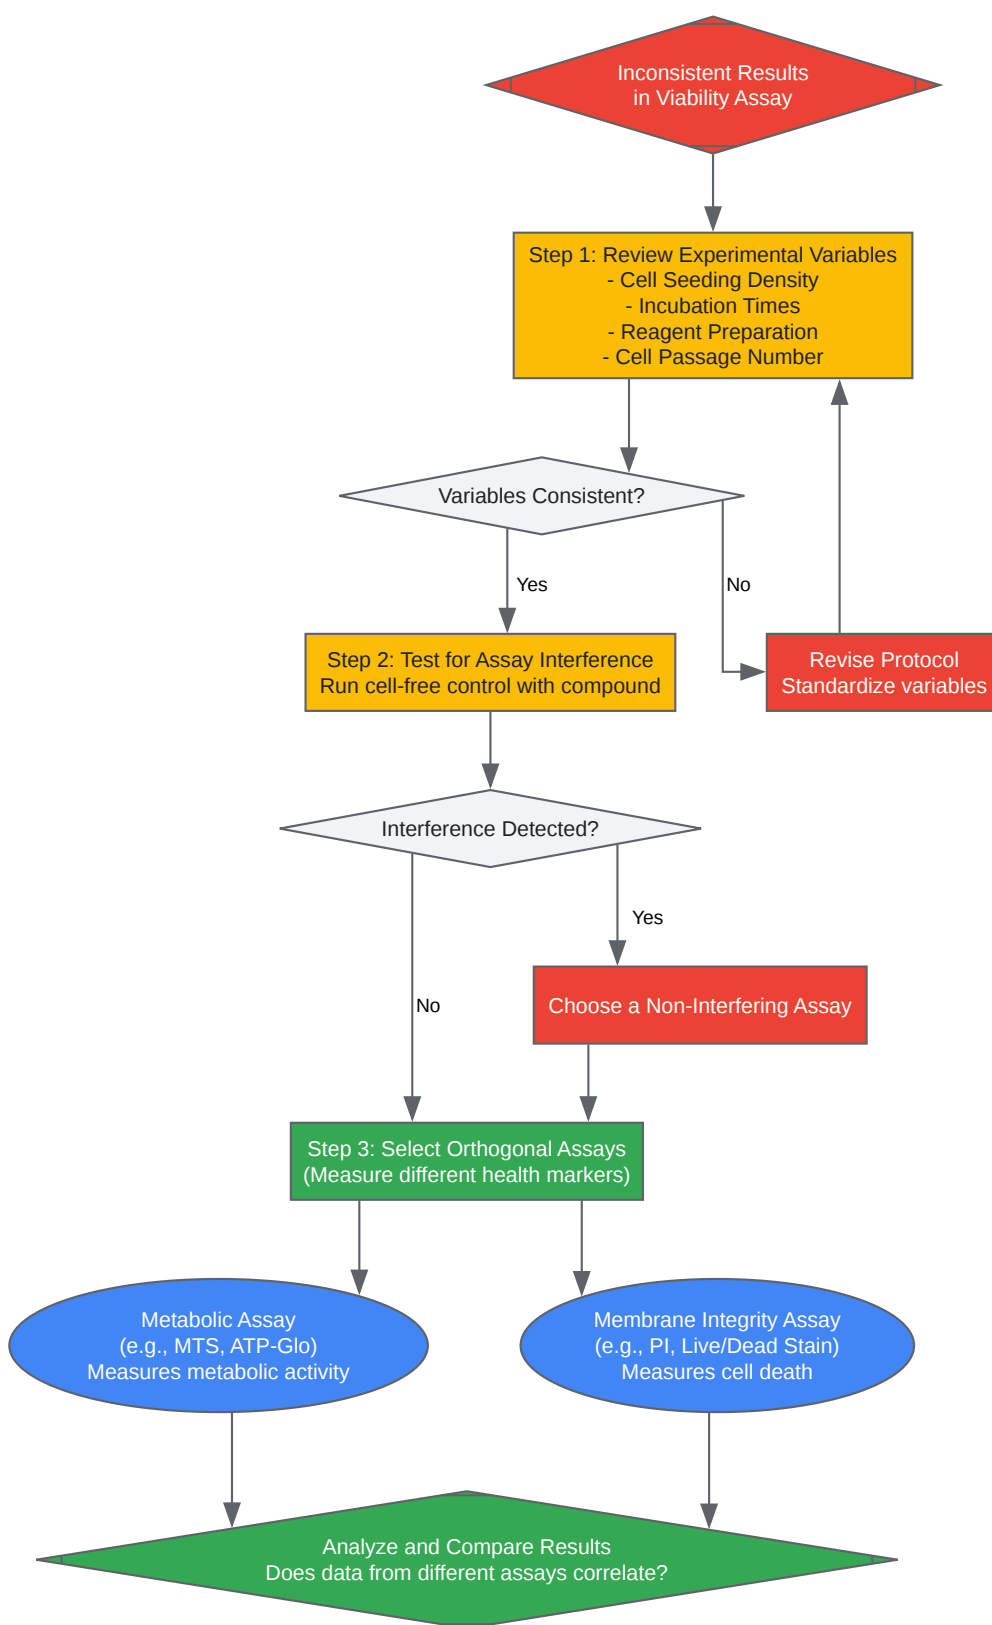 Inconsistent Results
in Viability Assay
Step 1: Review Experimental Variables
- Cell Seeding Density
- Incubation Times
- Reagent Preparation
- Cell Passage Number
Variables Consistent?
Yes
No
Step 2: Test for Assay Interference
Run cell-free control with compound
Revise Protocol
Standardize variables
Interference Detected?
Yes
No
Choose a Non-Interfering Assay
Step 3: Select Orthogonal Assays
(Measure different health markers)
Metabolic Assay
(e.g., MTS, ATP-Glo)
Measures metabolic activity
Membrane Integrity Assay
(e.g., PI, Live/Dead Stain)
Measures cell death
Analyze and Compare Results
Does data from different assays correlate?